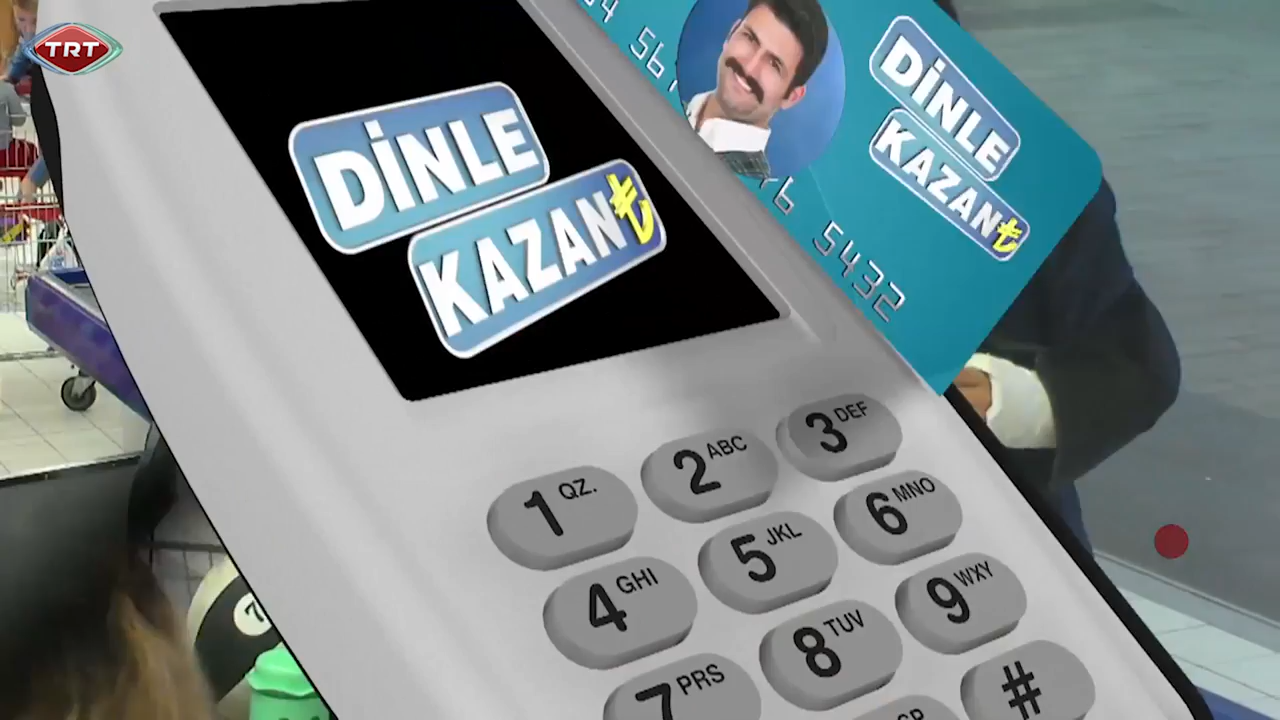 TRT
DİNLE
KAZAN₺
DİNLE
KAZAN₺
5432
1 QZ.
2 ABC
3 DEF
4 GHI
5 JKL
6 MNO
7 PRS
8 TUV
9 WXY
#
7